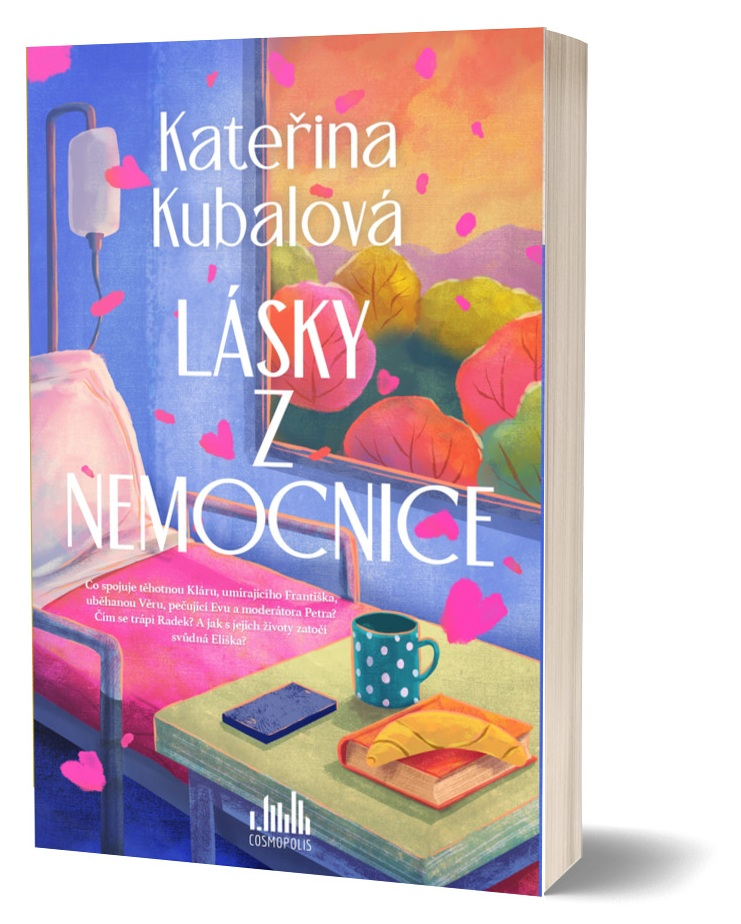 Kateřina
Kubalová
LÁSKY
Z
NEMOCNICE
Co spojuje těhotnou Kláru, umírajícího Františka,
uběhanou Věru, pečující Evu a moderátora Petra?
Čím se trápí Radek? A jak s jejich životy zatočí
svůdná Eliška?
COSMOPOLIS